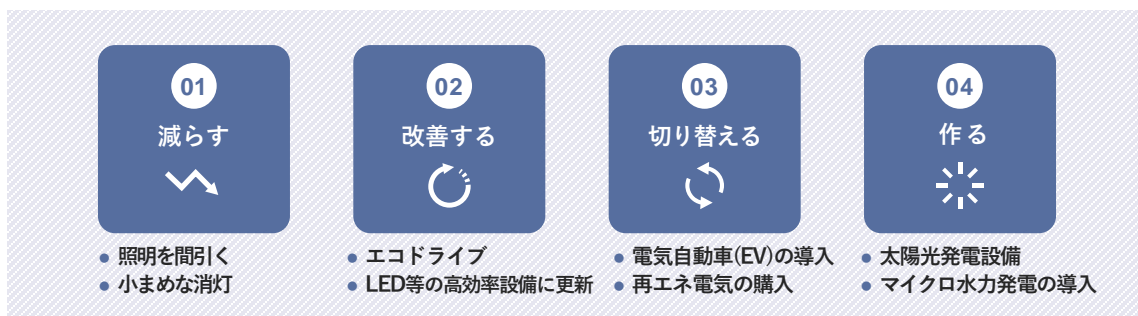 01
減らす
照明を間引く
小まめな消灯
02
改善する
エコドライブ
LED等の高効率設備に更新
03
切り替える
電気自動車(EV)の導入
再エネ電気の購入
04
作る
太陽光発電設備
マイクロ水力発電の導入